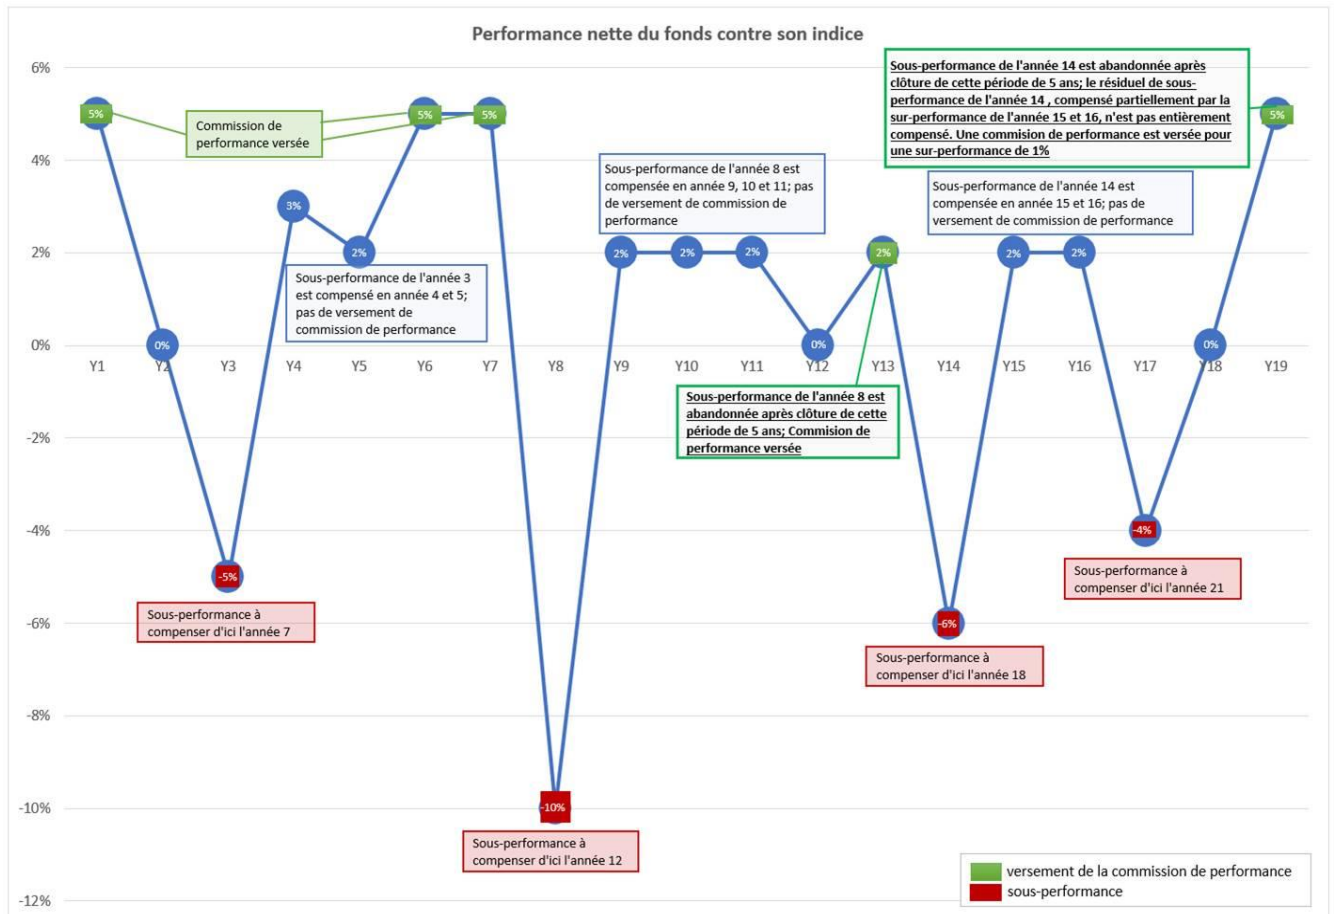 Performance nette du fonds contre son indice
6%
4%
2%
0%
-2%
-4%
-6%
-8%
-10%
-12%
Y1
Y2
Y3
Y4
Y5
Y6
Y7
Y8
Y9
Y10
Y11
Y12
Y13
Y14
Y15
Y16
Y17
Y18
Y19
5%
0%
-5%
3%
2%
5%
5%
-10%
2%
2%
2%
0%
2%
-6%
2%
2%
-4%
0%
5%
Commission de
performance versée
Sous-performance de l'année 3
est compensé en année 4 et 5;
pas de versement de
commission de performance
Sous-performance à
compenser d'ici l'année 7
Sous-performance à
compenser d'ici l'année 12
Sous-performance de l'année 8 est
compensée en année 9, 10 et 11; pas
de versement de commission de
performance
Sous-performance de l'année 8 est
abandonnée après clôture de cette
période de 5 ans; Commision de
performance versée
Sous-performance de l'année 14 est abandonnée après
clôture de cette période de 5 ans; le résiduel de sous-
performance de l'année 14 , compensé partiellement par la
sur-performance de l'année 15 et 16, n'est pas entièrement
compensé. Une commision de performance est versée pour
une sur-performance de 1%
Sous-performance de l'année 14 est
compensée en année 15 et 16; pas de
versement de commission de performance
Sous-performance à
compenser d'ici l'année 18
Sous-performance à
compenser d'ici l'année 21
versement de la commission de performance
sous-performance